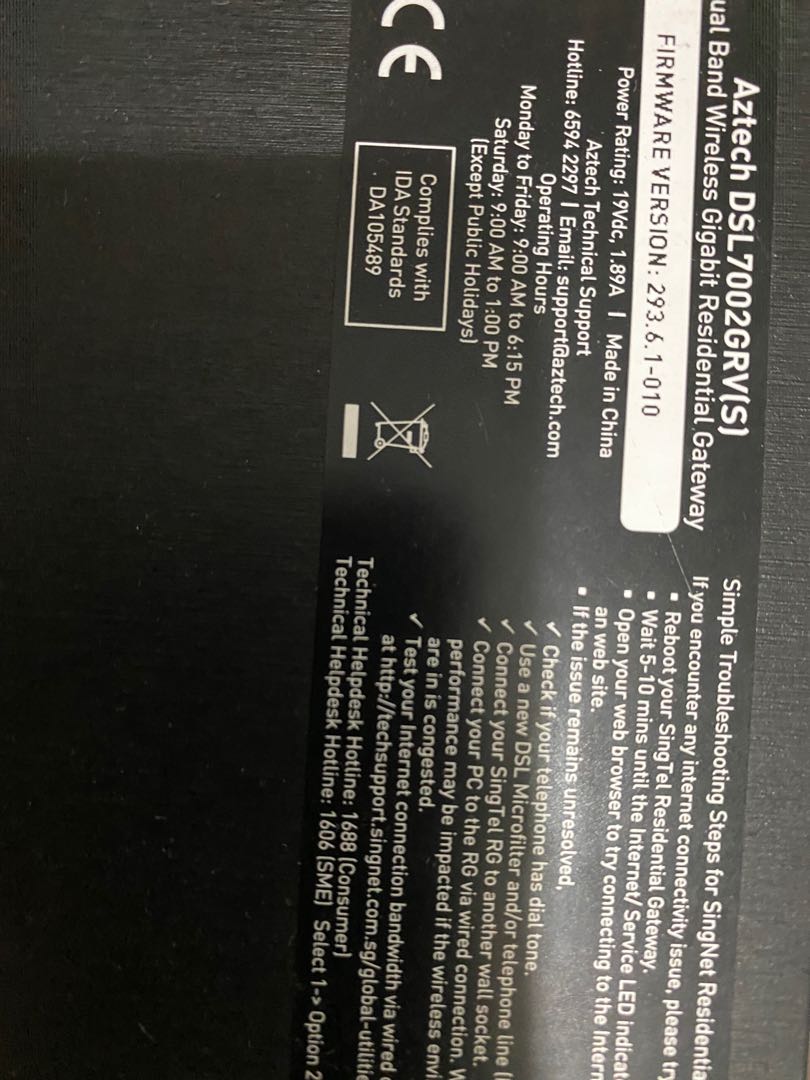 Aztech DSL7002GRV(S)
ual Band Wireless Gigabit Residential Gateway
FIRMWARE VERSION: 293.6.1-010
Power Rating: 19Vdc, 1.89A | Made in China
Aztech Technical Support
Hotline: 6594 2297 | Email: support@aztech.com
Operating Hours
Monday to Friday: 9:00 AM to 6:15 PM
Saturday: 9:00 AM to 1:00 PM
(Except Public Holidays)
CE
Complies with
IDA Standards
DA105489
Simple Troubleshooting Steps for SingNet Residentia
If you encounter any internet connectivity issue, please try
▪ Reboot your SingTel Residential Gateway.
▪ Wait 5-10 mins until the Internet/ Service LED indicat
▪ Open your web browser to try connecting to the Intern
an web site.
▪ If the issue remains unresolved,
✓ Check if your telephone has dial tone.
✓ Use a new DSL Microfilter and/or telephone line (
✓ Connect your SingTel RG to another wall socket.
✓ Connect your PC to the RG via wired connection. W
performance may be impacted if the wireless envi
are in is congested.
✓ Test your Internet connection bandwidth via wired
at http://techsupport.singnet.com.sg/global-utilitie
Technical Helpdesk Hotline: 1688 (Consumer)
Technical Helpdesk Hotline: 1606 (SME) Select 1-> Option 2